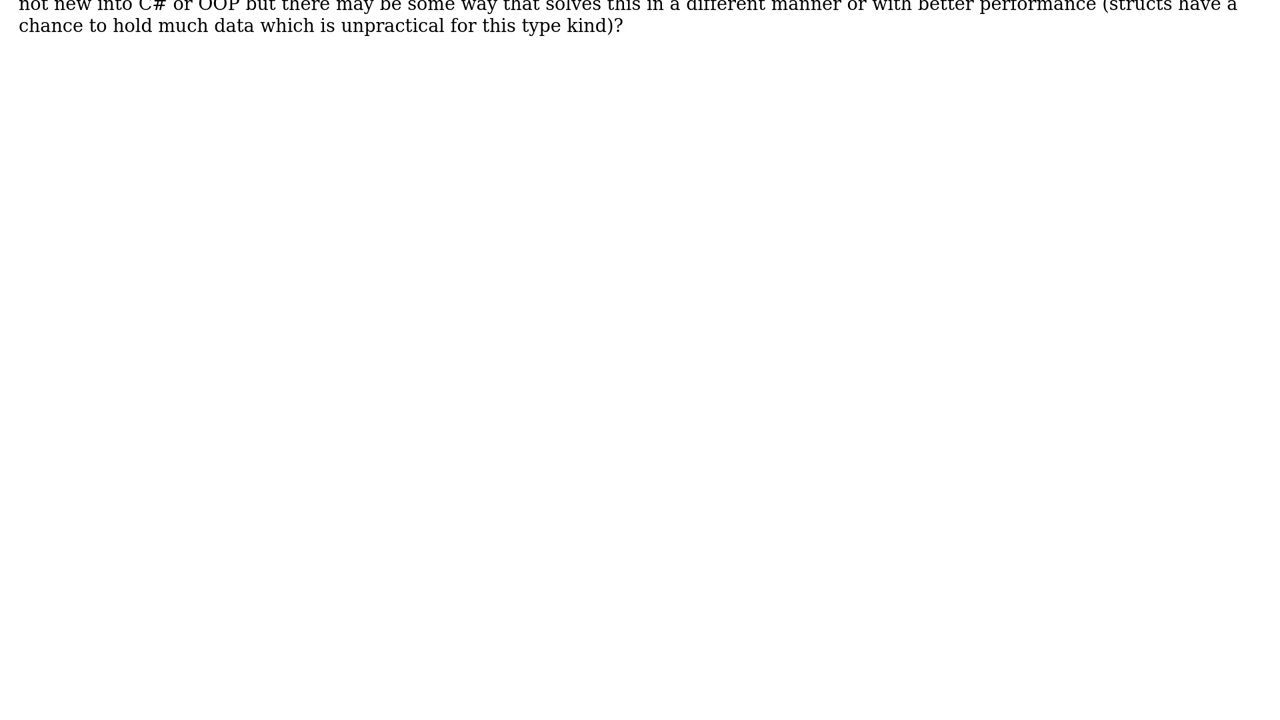 not new into C# or OOP but there may be some way that solves this in a different manner or with better performance (structs have a
chance to hold much data which is unpractical for this type kind)?